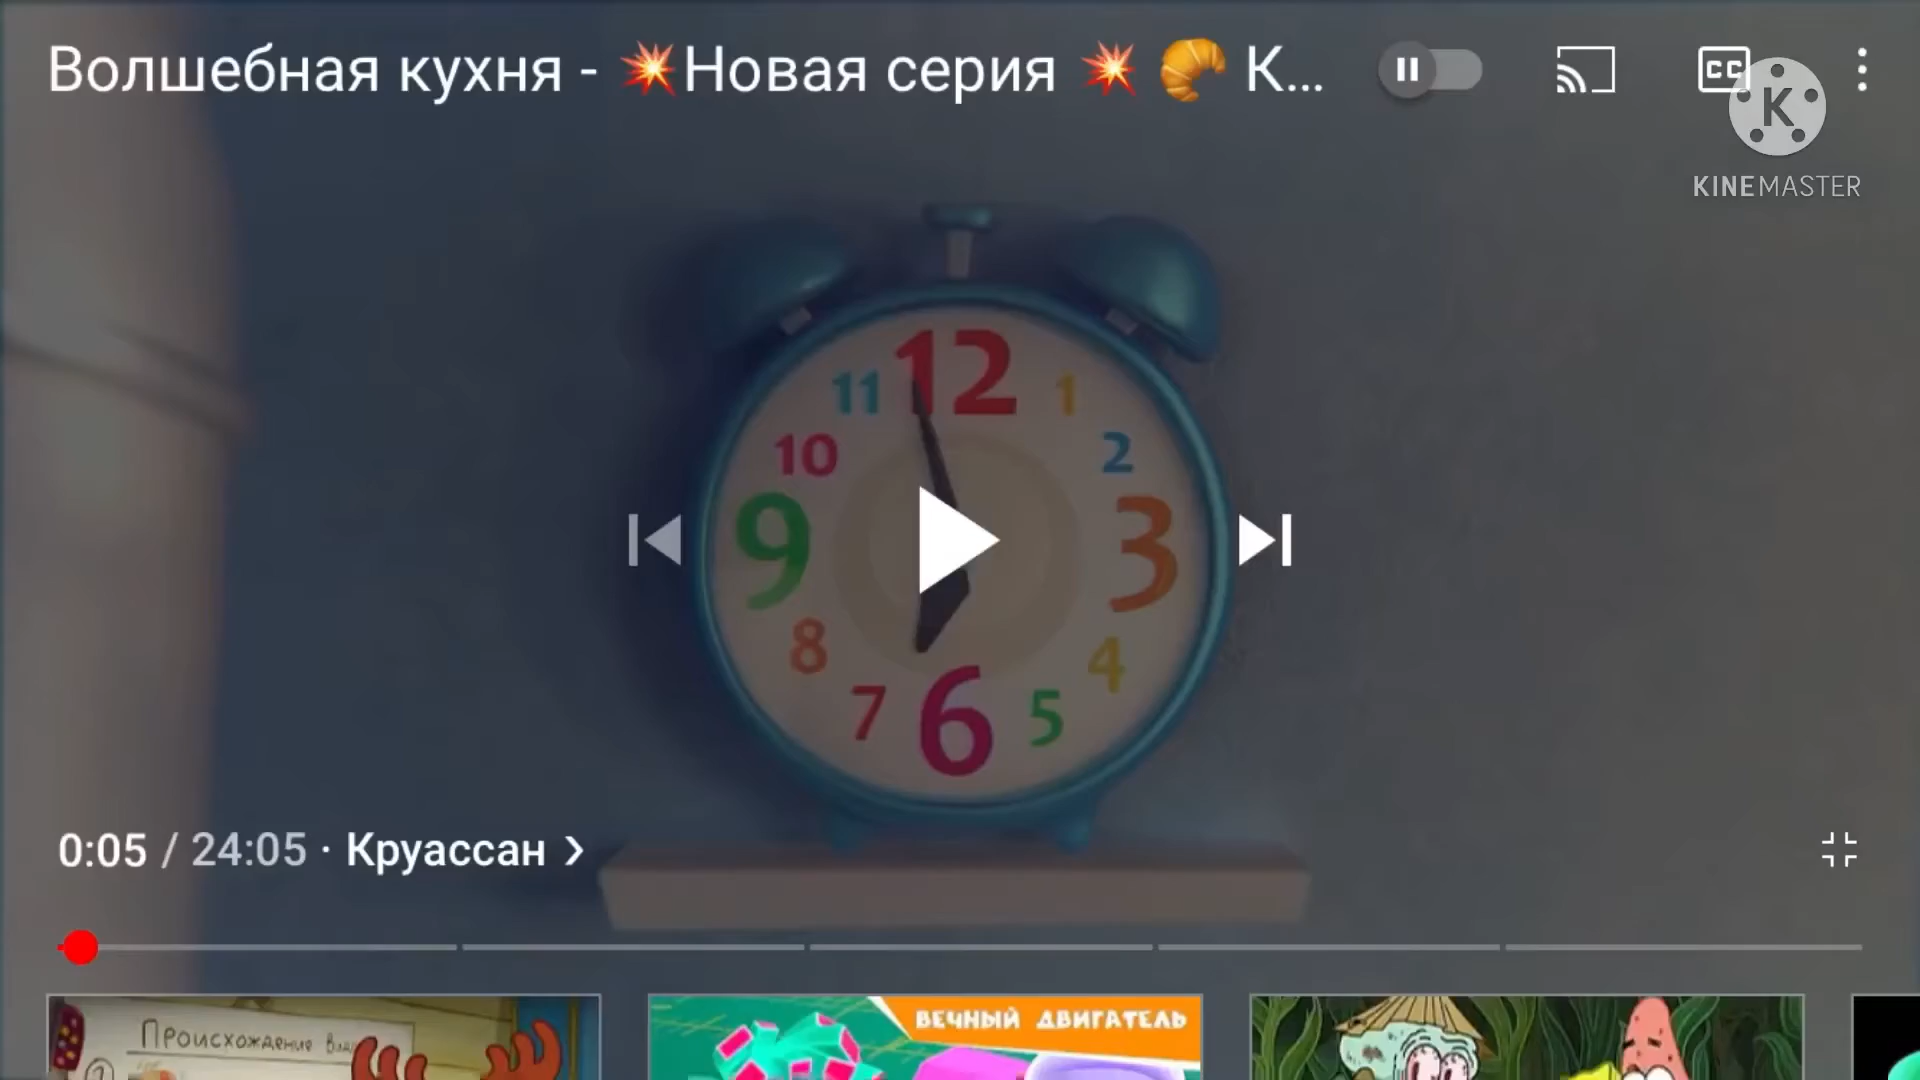 Волшебная кухня - 💥Новая серия 💥 🥐 К...
CC
K
KINEMASTER
12
11
1
10
2
9
3
8
4
7
5
6
0:05 / 24:05 · Круассан >
Происхождение
ВЕЧНЫЙ ДВИГАТЕЛЬ